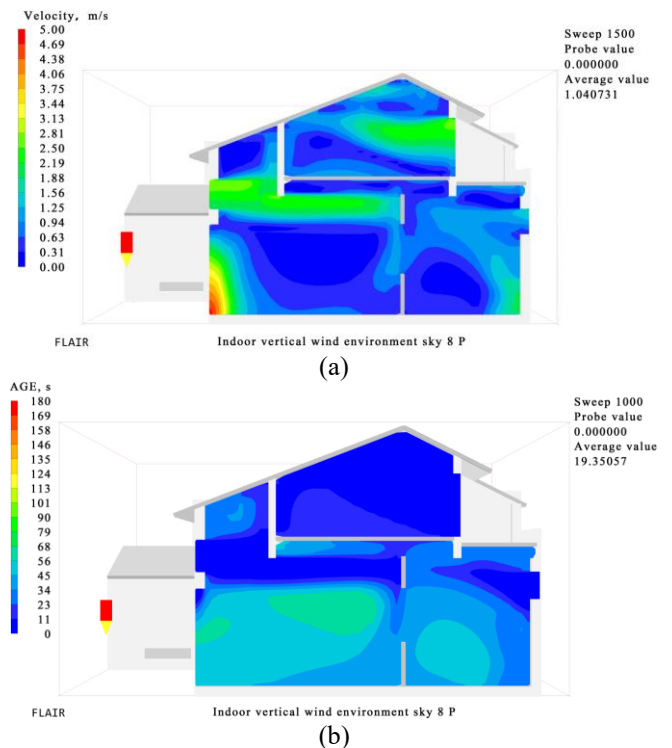 Velocity, m/s
5.00
4.69
4.38
4.06
3.75
3.44
3.13
2.81
2.50
2.19
1.88
1.56
1.25
0.94
0.63
0.31
0.00
Sweep 1500
Probe value
0.000000
Average value
1.040731
FLAIR
Indoor vertical wind environment sky 8 P
(a)
AGE, s
180
169
158
146
135
124
113
101
90
79
68
56
45
34
23
11
0
Sweep 1000
Probe value
0.000000
Average value
19.35057
FLAIR
Indoor vertical wind environment sky 8 P
(b)